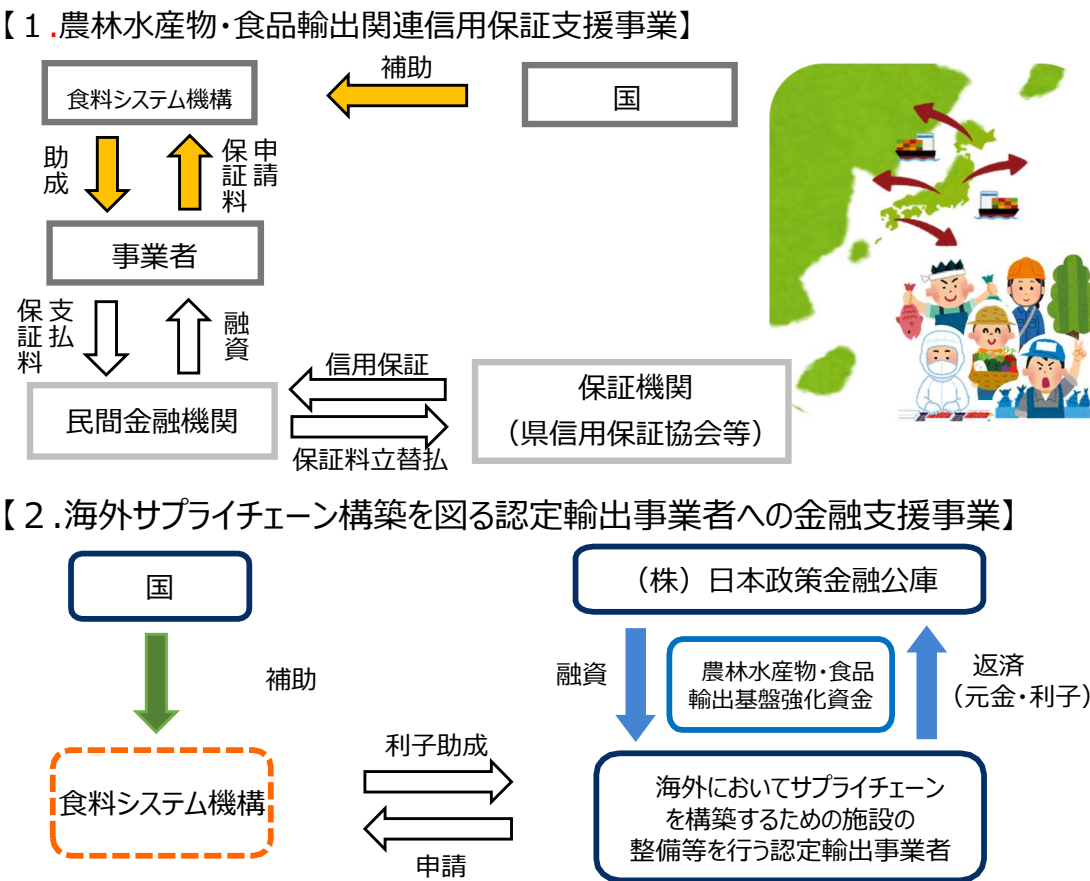 【１.農林水産物・食品輸出関連信用保証支援事業】
補助
食料システム機構
国
助成
保証料
申請
事業者
保証料
支払
融資
信用保証
民間金融機関
保証機関
（県信用保証協会等）
保証料立替払
【２.海外サプライチェーン構築を図る認定輸出事業者への金融支援事業】
国
（株）日本政策金融公庫
補助
融資
農林水産物・食品
輸出基盤強化資金
返済
（元金・利子）
利子助成
食料システム機構
海外においてサプライチェーン
を構築するための施設の
整備等を行う認定輸出事業者
申請